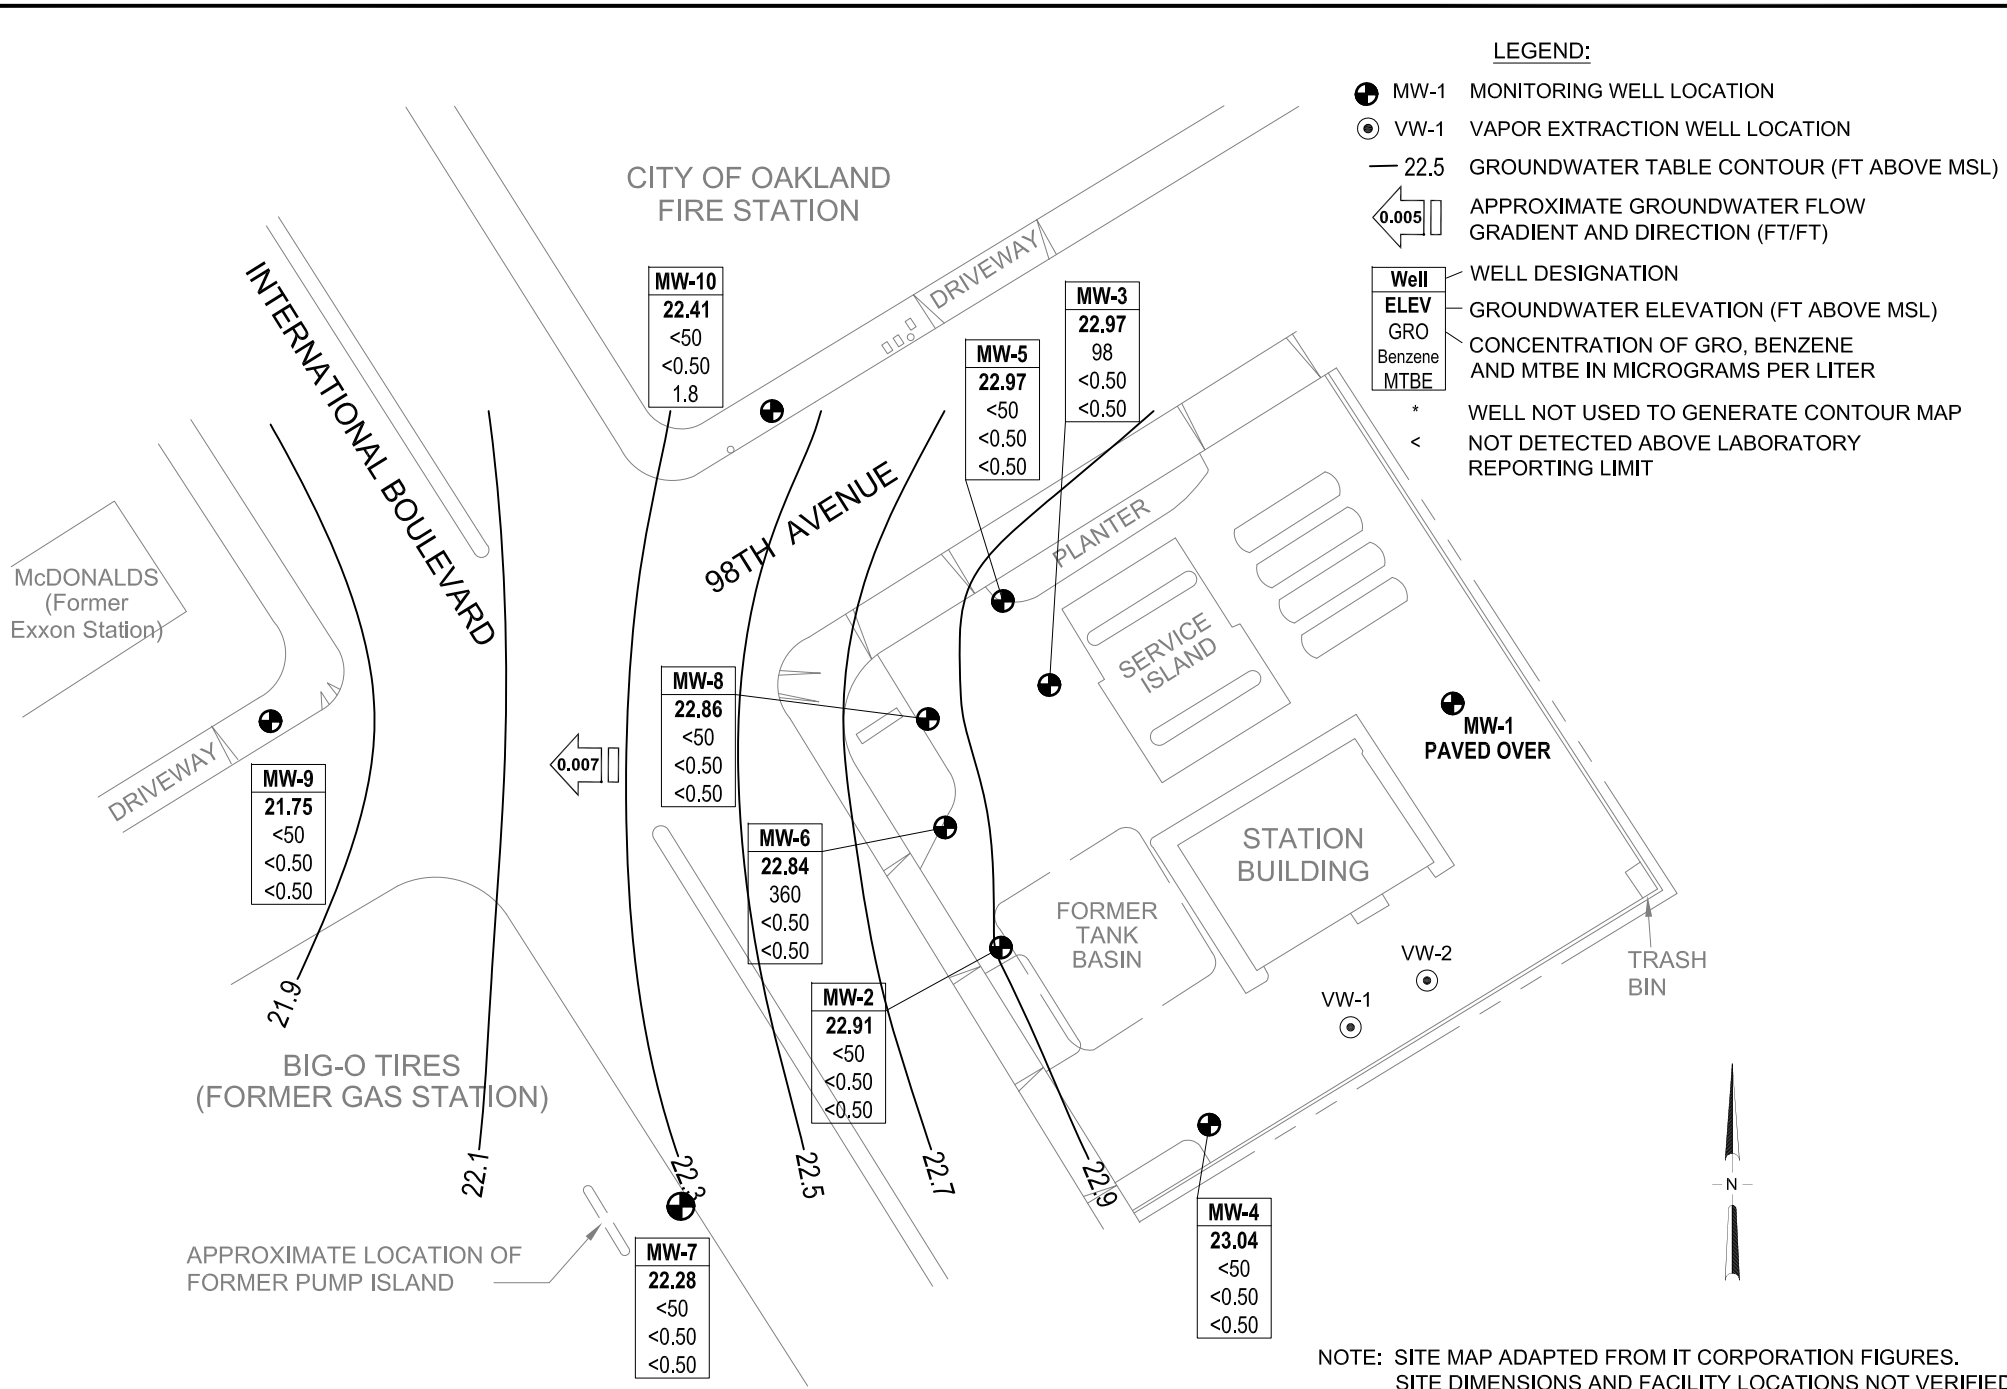 LEGEND:
MW-1 MONITORING WELL LOCATION
VW-1 VAPOR EXTRACTION WELL LOCATION
22.5 GROUNDWATER TABLE CONTOUR (FT ABOVE MSL)
0.005 APPROXIMATE GROUNDWATER FLOW
GRADIENT AND DIRECTION (FT/FT)
Well WELL DESIGNATION
ELEV GROUNDWATER ELEVATION (FT ABOVE MSL)
GRO
Benzene
MTBE
CONCENTRATION OF GRO, BENZENE
AND MTBE IN MICROGRAMS PER LITER
* WELL NOT USED TO GENERATE CONTOUR MAP
< NOT DETECTED ABOVE LABORATORY
REPORTING LIMIT
CITY OF OAKLAND
FIRE STATION
INTERNATIONAL BOULEVARD
DRIVEWAY
MW-10
22.41
<50
<0.50
1.8
MW-3
22.97
98
<0.50
<0.50
MW-5
22.97
<50
<0.50
<0.50
98TH AVENUE
PLANTER
McDONALDS
(Former
Exxon Station)
SERVICE
ISLAND
MW-8
22.86
<50
<0.50
<0.50
MW-1
PAVED OVER
0.007
DRIVEWAY
MW-9
21.75
<50
<0.50
<0.50
MW-6
22.84
360
<0.50
<0.50
STATION
BUILDING
FORMER
TANK
BASIN
VW-2
VW-1
TRASH
BIN
MW-2
22.91
<50
<0.50
<0.50
21.9
BIG-O TIRES
(FORMER GAS STATION)
22.1
22.3
22.5
22.7
22.9
N
APPROXIMATE LOCATION OF
FORMER PUMP ISLAND
MW-7
22.28
<50
<0.50
<0.50
MW-4
23.04
<50
<0.50
<0.50
NOTE: SITE MAP ADAPTED FROM IT CORPORATION FIGURES.
SITE DIMENSIONS AND FACILITY LOCATIONS NOT VERIFIED